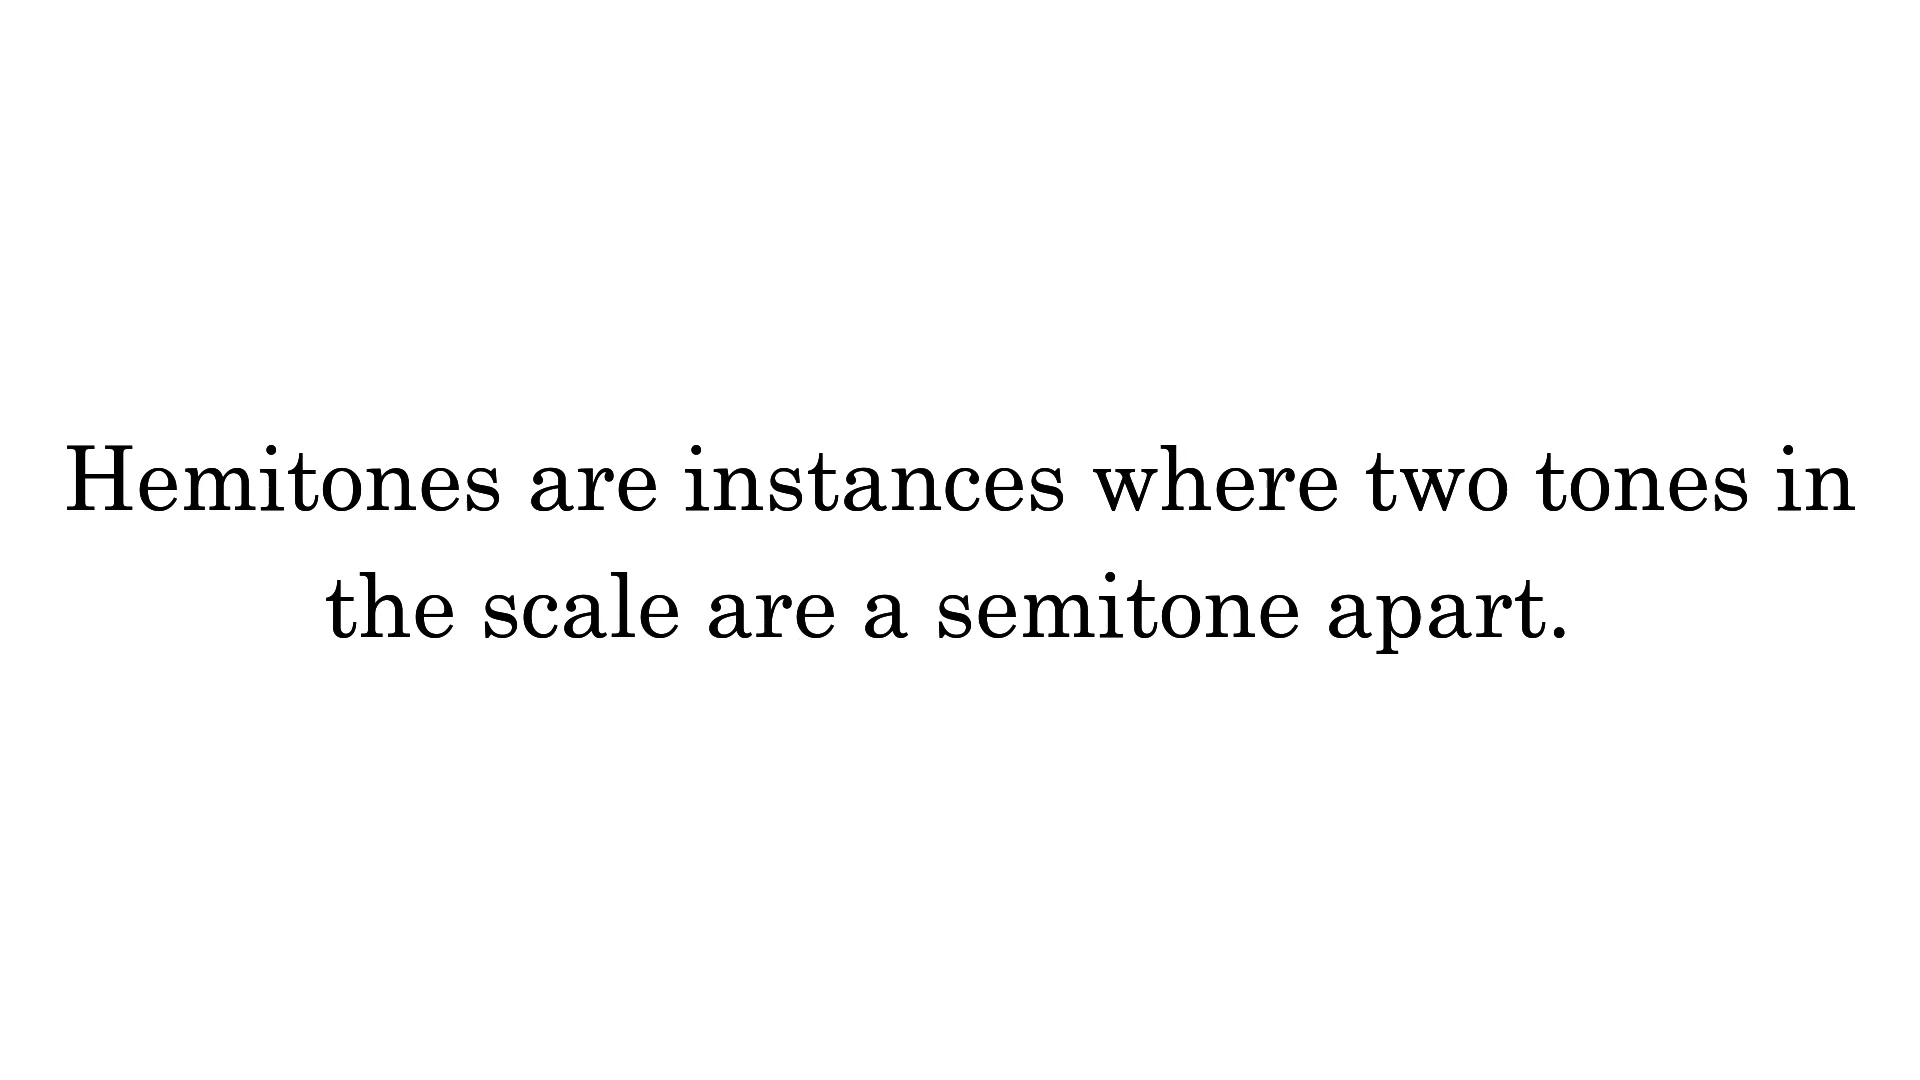 Hemitones are instances where two tones in
the scale are a semitone apart.